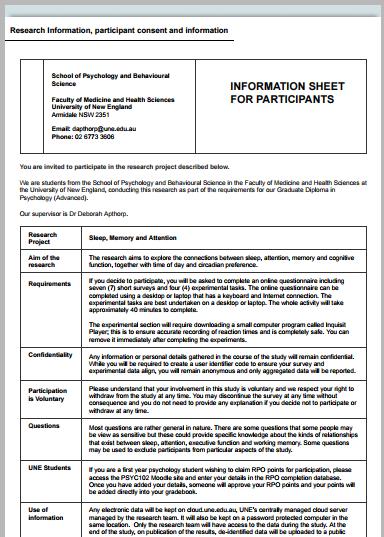 Research Information, participant consent and information
School of Psychology and Behavioural
Science
Faculty of Medicine and Health Sciences
University of New England
Armidale NSW 2351
Email: dapthorp@une.edu.au
Phone: 02 6773 3606
INFORMATION SHEET
FOR PARTICIPANTS
You are invited to participate in the research project described below.
We are students from the School of Psychology and Behavioural Science in the Faculty of Medicine and Health Sciences at
the University of New England, conducting this research as part of the requirements for our Graduate Diploma in
Psychology (Advanced).
Our supervisor is Dr Deborah Apthorp.
Research
Project
Sleep, Memory and Attention
Aim of the
research
The research aims to explore the connections between sleep, attention, memory and cognitive
function, together with time of day and circadian preference.
Requirements
If you decide to participate, you will be asked to complete an online questionnaire including
seven (7) short surveys and four (4) experimental tasks. The online questionnaire can be
completed using a desktop or laptop that has a keyboard and Internet connection. The
experimental tasks are best undertaken on a desktop or laptop. The whole activity will take
approximately 40 minutes to complete.
The experimental section will require downloading a small computer program called Inquisit
Player; this is to ensure accurate recording of reaction times and is completely safe. You can
remove it immediately after completing the experiments.
Confidentiality
Any information or personal details gathered in the course of the study will remain confidential.
While you will be required to create a user identifier code to ensure your survey and
experimental data align, you will remain anonymous and only aggregated data will be reported.
Participation
is Voluntary
Please understand that your involvement in this study is voluntary and we respect your right to
withdraw from the study at any time. You may discontinue the survey at any time without
consequence and you do not need to provide any explanation if you decide not to participate or
withdraw at any time.
Questions
Most questions are rather general in nature. There are some questions that some people may
be view as sensitive but these could provide specific knowledge about the kinds of relationships
that exist between sleep, attention, executive function and working memory. Some questions
may be used to exclude participants from particular aspects of the study.
UNE Students
If you are a first year psychology student wishing to claim RPO points for participation, please
access the PSYC102 Moodle site and enter your details in the RPO completion database.
Once you have added your details, someone will approve your RPO points and your points will
be added directly into your gradebook.
Use of
information
Any electronic data will be kept on cloud.une.edu.au, UNE's centrally managed cloud server
managed by the research team. It will also be kept on a password protected computer in the
same location. Only the research team will have access to the data during the study. At the
end of the study, on publication of the results, de-identified data will be uploaded to a public